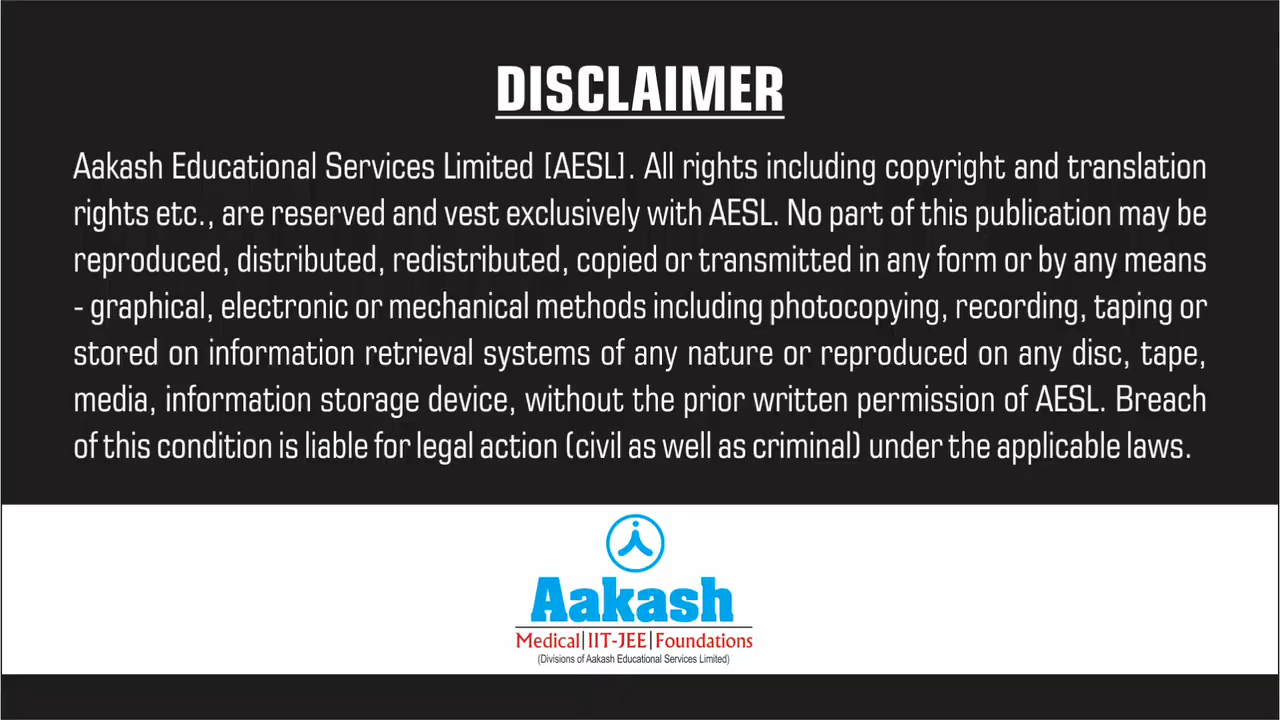 DISCLAIMER
Aakash Educational Services Limited [AESL]. All rights including copyright and translation
rights etc., are reserved and vest exclusively with AESL. No part of this publication may be
reproduced, distributed, redistributed, copied or transmitted in any form or by any means
- graphical, electronic or mechanical methods including photocopying, recording, taping or
stored on information retrieval systems of any nature or reproduced on any disc, tape,
media, information storage device, without the prior written permission of AESL. Breach
of this condition is liable for legal action (civil as well as criminal) under the applicable laws.
Aakash
Medical|IIT-JEE|Foundations
(Divisions of Aakash Educational Services Limited)